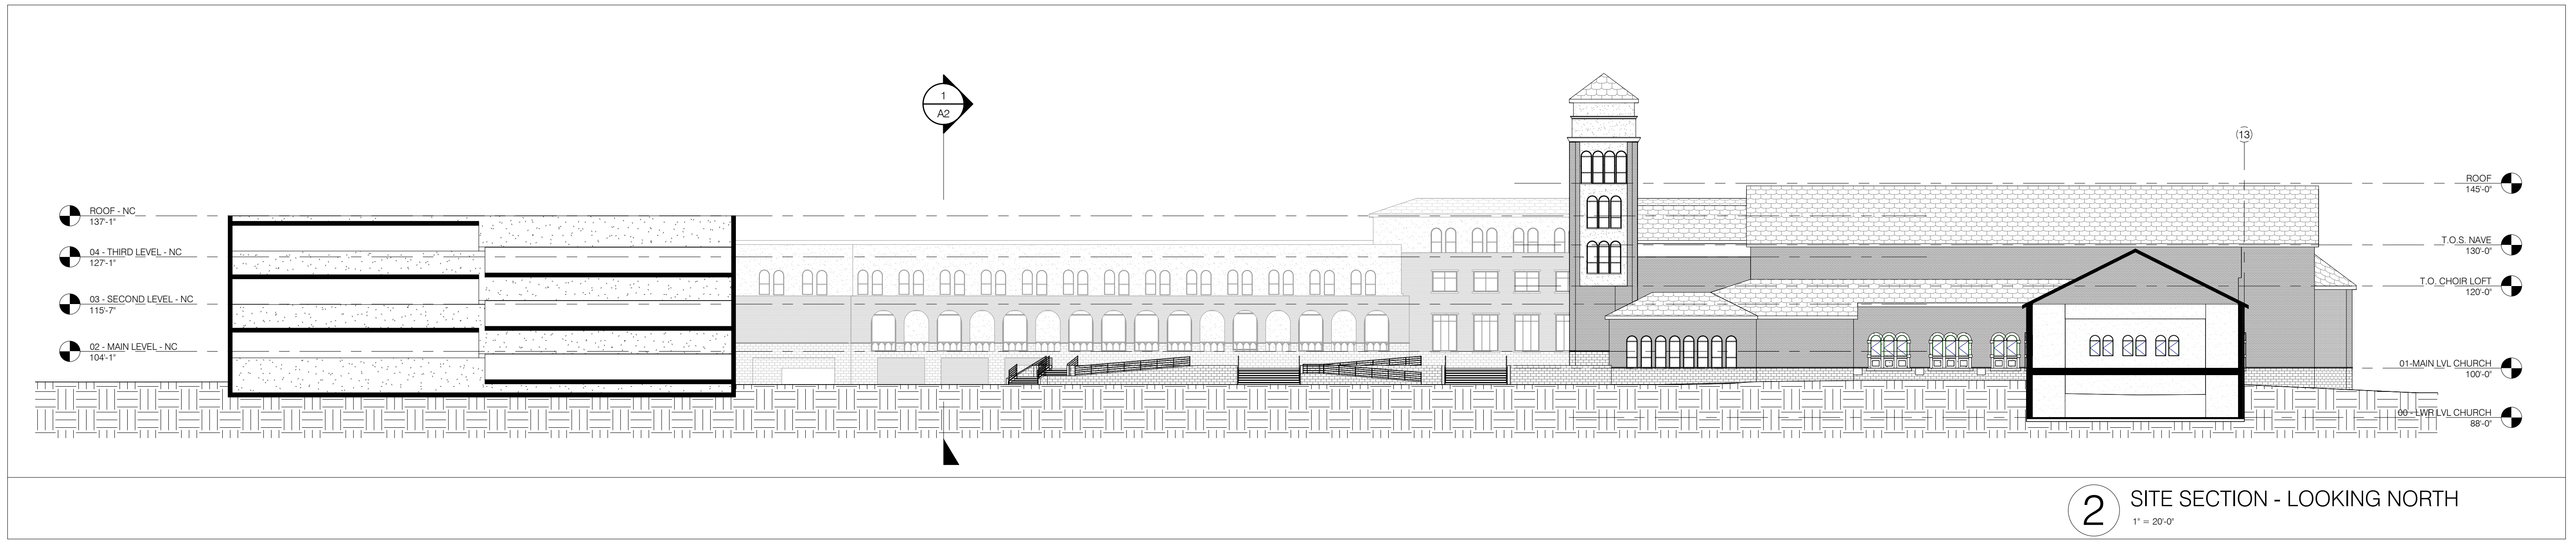 1
A2
(13)
ROOF - NC
137'-1"
04 - THIRD LEVEL - NC
127'-1"
03 - SECOND LEVEL - NC
115'-7"
02 - MAIN LEVEL - NC
104'-1"
ROOF
145'-0"
T.O.S. NAVE
130'-0"
T.O. CHOIR LOFT
120'-0"
01-MAIN LVL CHURCH
100'-0"
00 - LWR LVL CHURCH
88'-0"
2
SITE SECTION - LOOKING NORTH
1" = 20'-0"